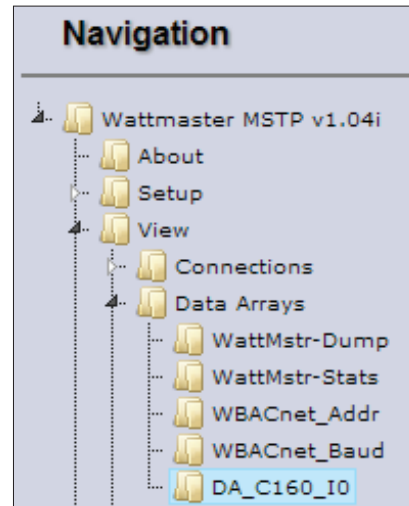 Navigation
Wattmaster MSTP v1.04i
About
Setup
View
Connections
Data Arrays
WattMstr-Dump
WattMstr-Stats
WBACnet_Addr
WBACnet_Baud
DA_C160_I0